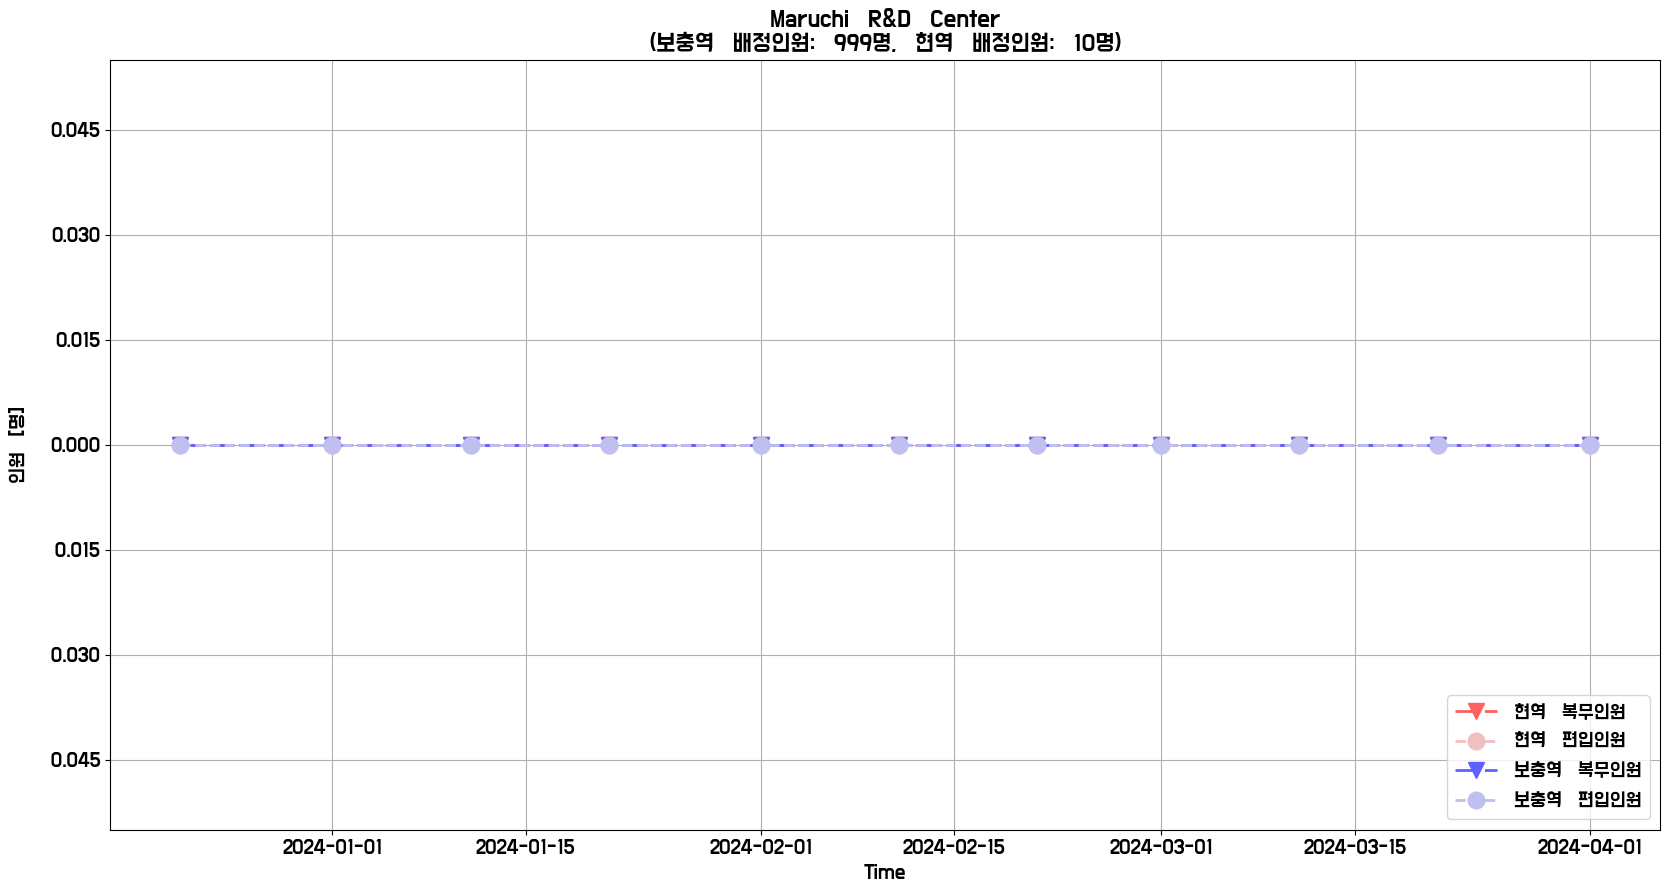 Maruchi R&D Center
(보충역 배정인원: 999명, 현역 배정인원: 10명)
인원 [명]
0.045
0.030
0.015
0.000
0.015
0.030
0.045
2024-01-01
2024-01-15
2024-02-01
2024-02-15
2024-03-01
2024-03-15
2024-04-01
Time
현역 복무인원
현역 편입인원
보충역 복무인원
보충역 편입인원